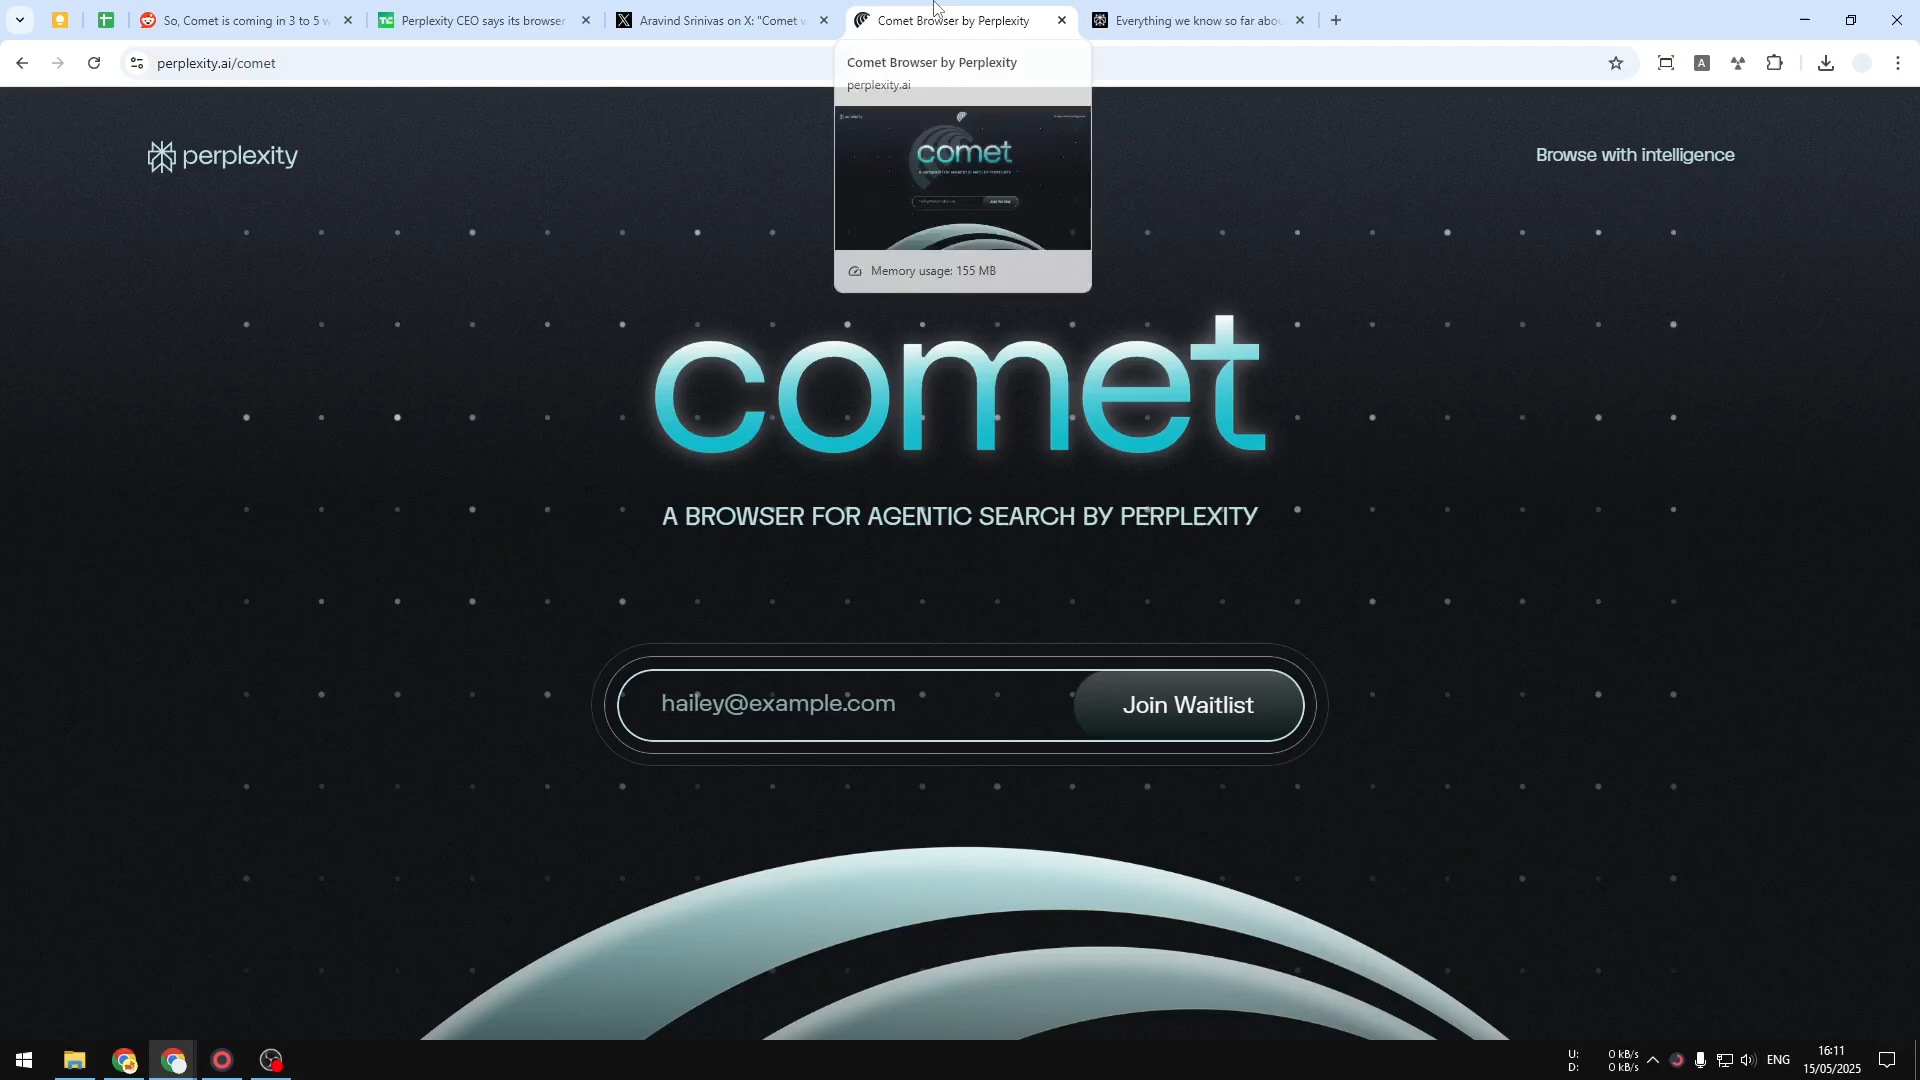 So, Comet is coming in 3 to 5 w
Perplexity CEO says its browser
Aravind Srinivas on X: "Comet w
Comet Browser by Perplexity
Everything we know so far abou
perplexity.ai/comet
A
Comet Browser by Perplexity
perplexity.ai
comet
Memory usage: 155 MB
perplexity
Browse with intelligence
comet
A BROWSER FOR AGENTIC SEARCH BY PERPLEXITY
hailey@example.com
Join Waitlist
U: 0 kB/s
D: 0 kB/s
ENG
16:11
15/05/2025